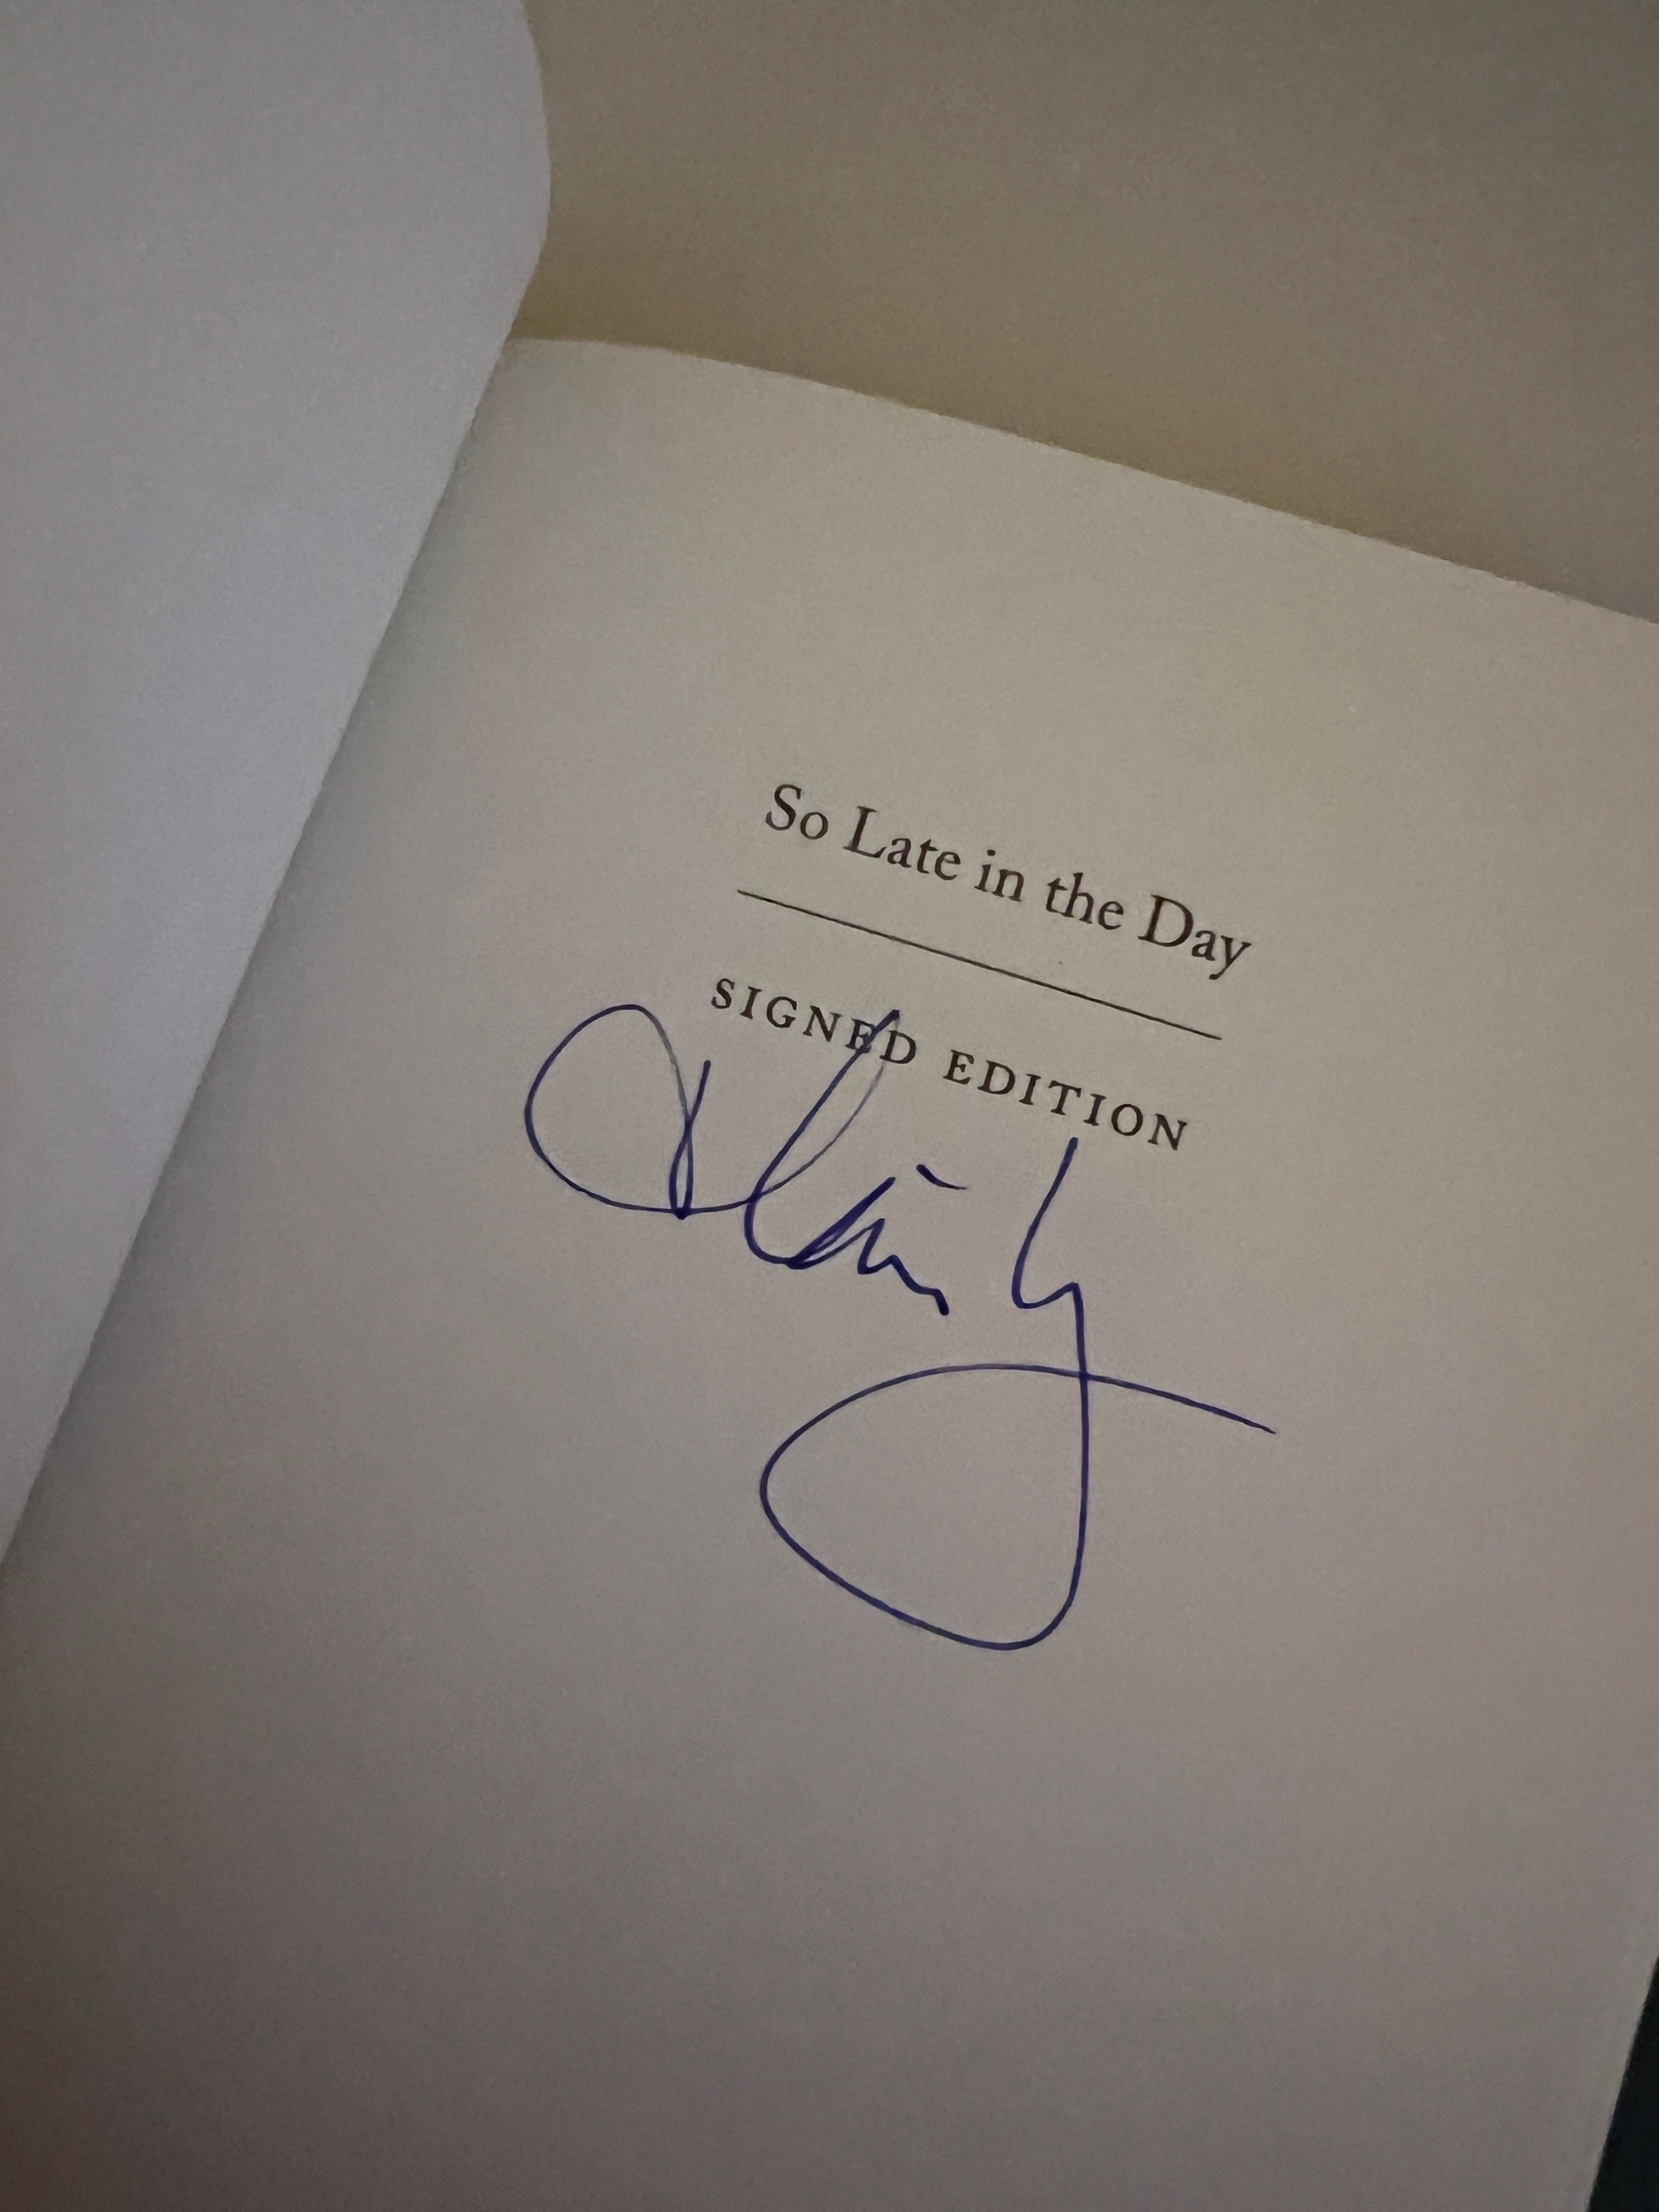 So Late in the Day
SIGNED EDITION